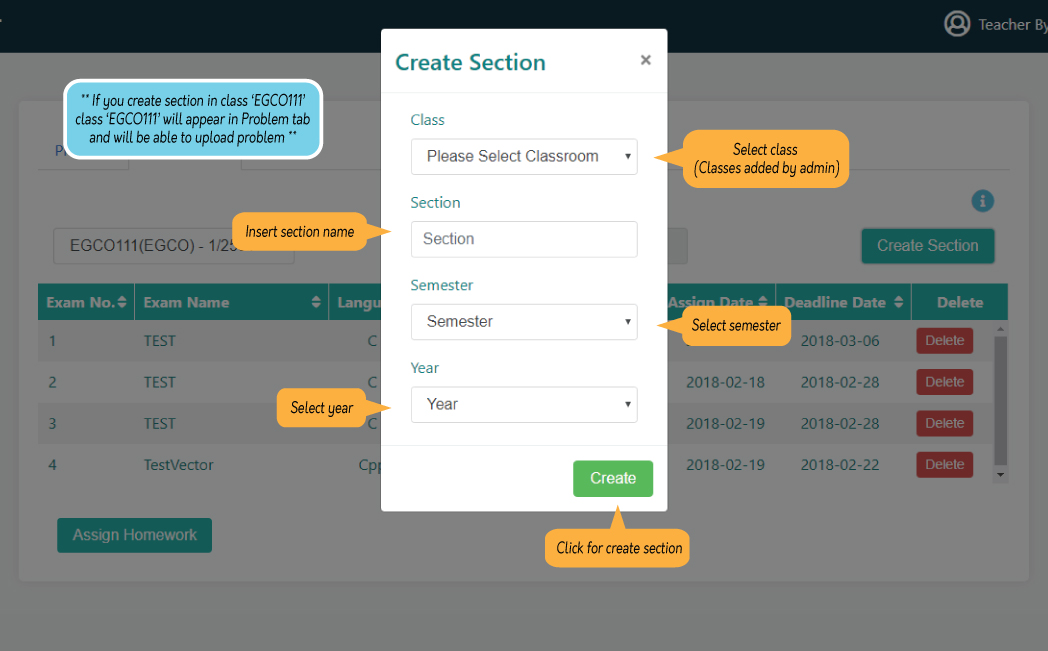 Teacher By
Create Section ×
** If you create section in class ‘EGCO111’
class ‘EGCO111’ will appear in Problem tab
and will be able to upload problem **
Class
Please Select Classroom
Select class
(Classes added by admin)
Section
Insert section name
Section
EGCO111(EGCO) - 1/25
Create Section
Semester
Semester
Select semester
Exam No. Exam Name Langu Assign Date Deadline Date Delete
1 TEST C 2018-03-06 Delete
Year
2 TEST C 2018-02-18 2018-02-28 Delete
Select year
Year
3 TEST C 2018-02-19 2018-02-28 Delete
4 TestVector Cpp 2018-02-19 2018-02-22 Delete
Create
Assign Homework
Click for create section